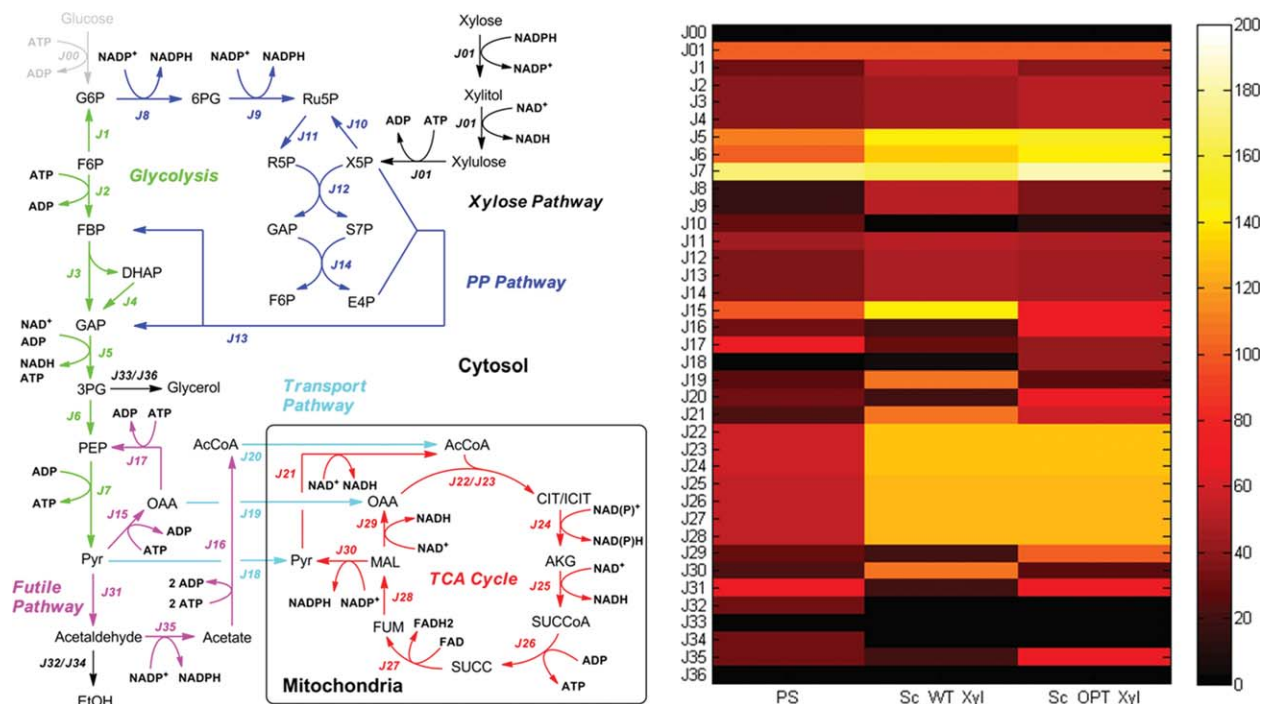 Glucose
ATP
J00
ADP
NADP+ NADPH NADP+ NADPH
G6P J8 6PG J9 Ru5P
J1
F6P
ATP
J2
ADP
Glycolysis
FBP
J3
DHAP
J4
GAP
NAD+
ADP
J5
NADH
ATP
3PG J33/J36 Glycerol
J6
ADP ATP
PEP
J17
ADP
J7
ATP
OAA
J15
ADP
ATP
J16
Pyr
Futile
Pathway
J31
2 ADP
2 ATP
Acetaldehyde J35 Acetate
J32/J34
NADP+ NADPH
EtOH
Xylose
NADPH
J01
NADP+
Xylitol
NAD+
J01
NADH
ADP ATP
Xylulose
J01
Xylose Pathway
J11 J10
R5P X5P
J12
GAP S7P
J14
F6P E4P
PP Pathway
J13
Cytosol
Transport
Pathway
AcCoA J20 AcCoA
J21
NAD+ NADH
J22/J23
J19
OAA
CIT/ICIT
NAD(P)+
J24
NAD(P)H
J29
NADH
NAD+
J18
Pyr J30 MAL
TCA Cycle
AKG
NAD+
J25
NADH
NADPH NADP+
J28
SUCCoA
FUM
FADH2
FAD
J26
J27
SUCC
ADP
ATP
Mitochondria
J00
J01
J1
J2
J3
J4
J5
J6
J7
J8
J9
J10
J11
J12
J13
J14
J15
J16
J17
J18
J19
J20
J21
J22
J23
J24
J25
J26
J27
J28
J29
J30
J31
J32
J33
J34
J35
J36
PS Sc WT Xyl Sc OPT Xyl
200
180
160
140
120
100
80
60
40
20
0